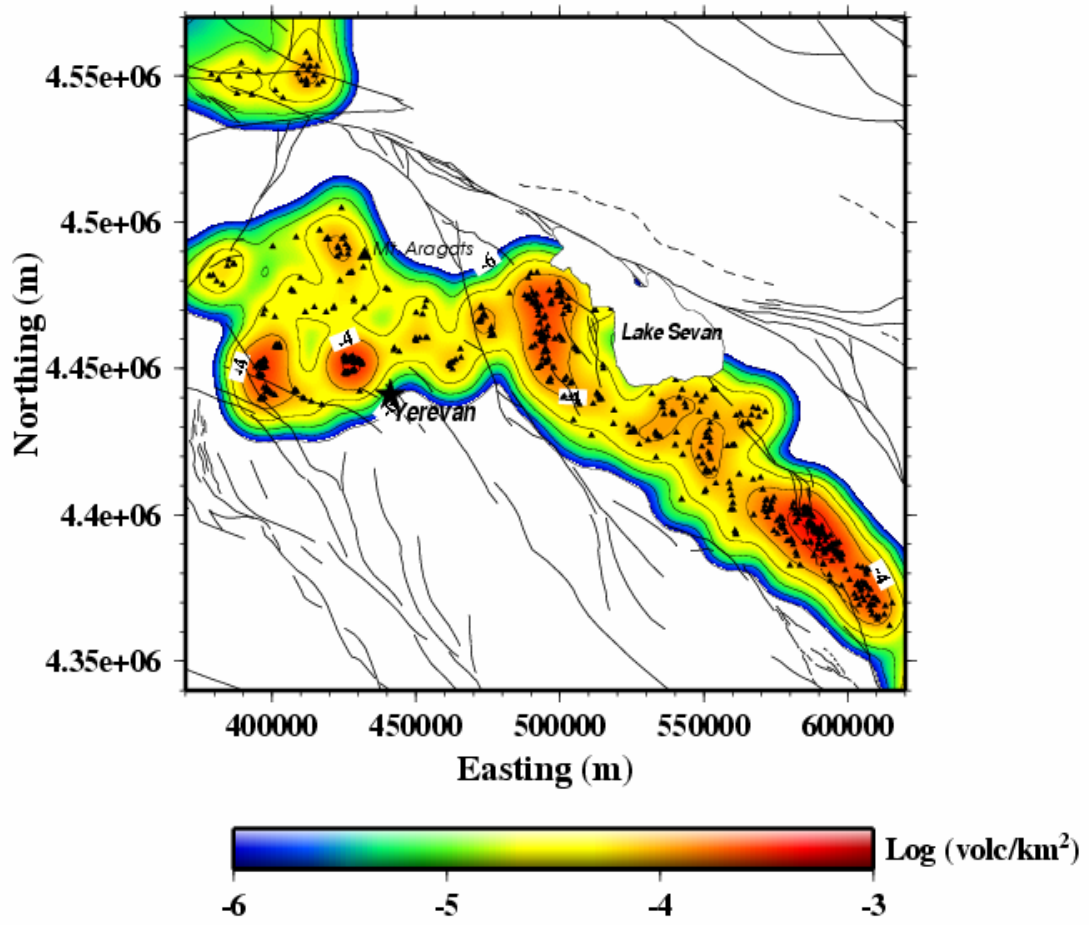 4.55e+06
4.5e+06
4.45e+06
4.4e+06
4.35e+06
Northing (m)
Mt. Aragats
-6
-4
-4
Lake Sevan
-4
Yerevan
-4
400000 450000 500000 550000 600000
Easting (m)
Log (volc/km²)
-6 -5 -4 -3